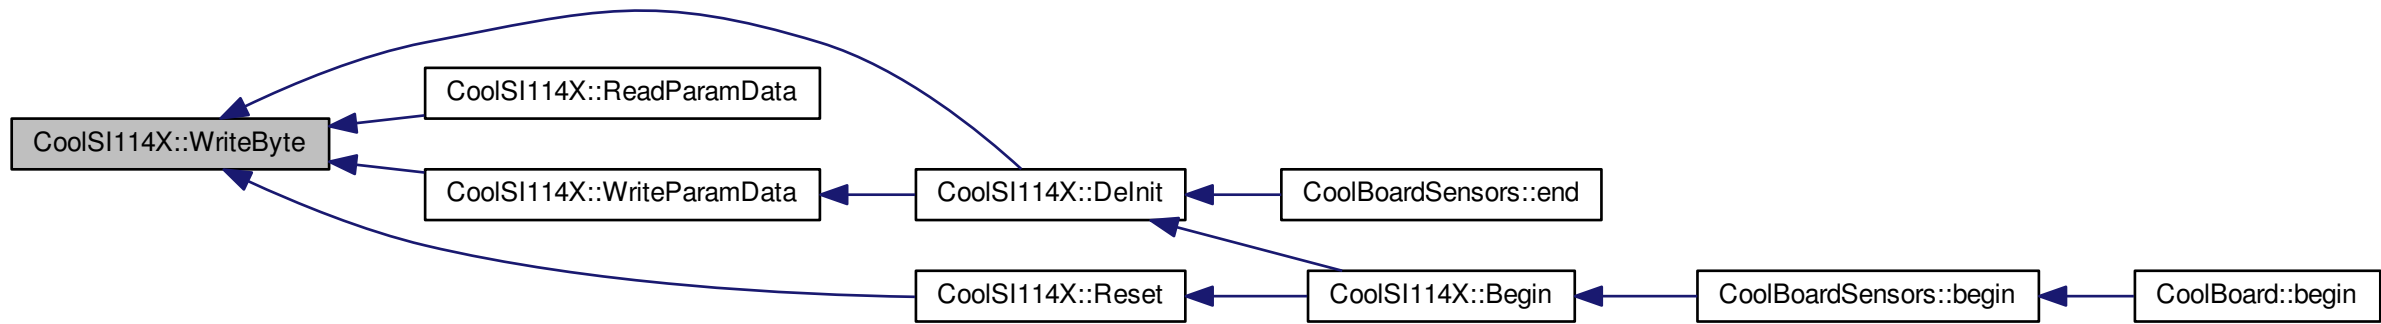 CoolSI114X::WriteByte
CoolSI114X::ReadParamData
CoolSI114X::WriteParamData
CoolSI114X::DeInit
CoolBoardSensors::end
CoolSI114X::Reset
CoolSI114X::Begin
CoolBoardSensors::begin
CoolBoard::begin